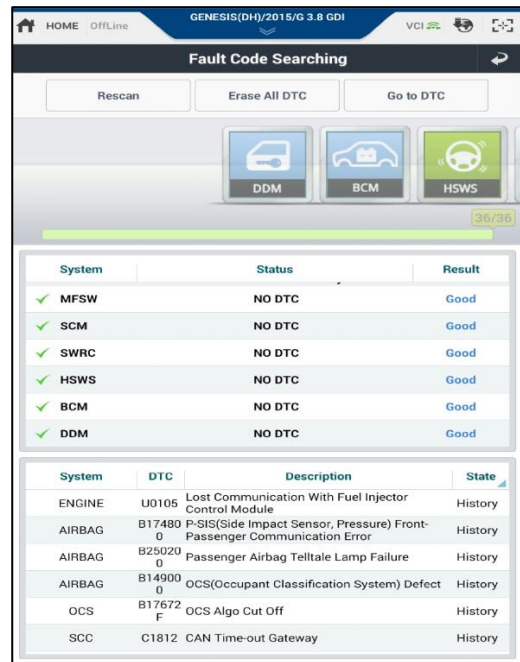 GENESIS(DH)/2015/G 3.8 GDI
HOME OffLine VCI
Fault Code Searching
Rescan Erase All DTC Go to DTC
DDM BCM HSWS
36/36
System Status Result
MFSW NO DTC Good
SCM NO DTC Good
SWRC NO DTC Good
HSWS NO DTC Good
BCM NO DTC Good
DDM NO DTC Good
System DTC Description State
ENGINE U0105 Lost Communication With Fuel Injector
Control Module History
AIRBAG B17480
0 P-SIS(Side Impact Sensor, Pressure) Front-
Passenger Communication Error History
AIRBAG B25020
0 Passenger Airbag Telltale Lamp Failure History
AIRBAG B14900
0 OCS(Occupant Classification System) Defect History
OCS B17672
F OCS Algo Cut Off History
SCC C1812 CAN Time-out Gateway History